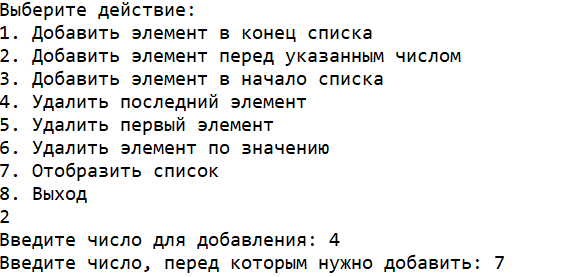 Выберите действие:
1. Добавить элемент в конец списка
2. Добавить элемент перед указанным числом
3. Добавить элемент в начало списка
4. Удалить последний элемент
5. Удалить первый элемент
6. Удалить элемент по значению
7. Отобразить список
8. Выход
2
Введите число для добавления: 4
Введите число, перед которым нужно добавить: 7